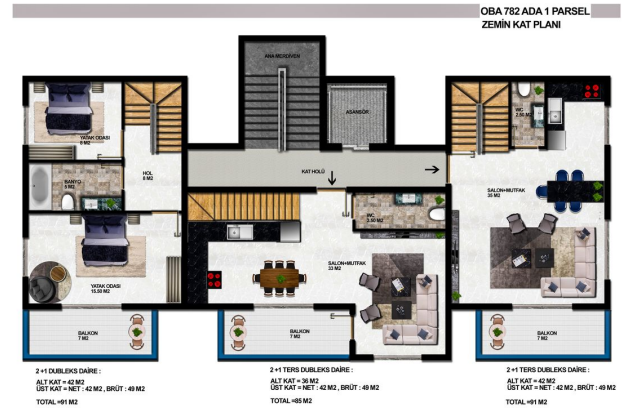 OBA 782 ADA 1 PARSEL
ZEMİN KAT PLANI
ANA MERDİVEN
ASANSÖR
YATAK ODASI
8 M2
HOL
8 M2
BANYO
5 M2
KAT HOLÜ
WC
2.50 M2
SALON+MUTFAK
35 M2
WC
3.50 M2
SALON+MUTFAK
33 M2
YATAK ODASI
15.50 M2
BALKON
7 M2
BALKON
7 M2
BALKON
7 M2
2 +1 DUBLEKS DAİRE :
ALT KAT = 42 M2
ÜST KAT = NET : 42 M2 , BRÜT : 49 M2
TOTAL =91 M2
2 +1 TERS DUBLEKS DAİRE :
ALT KAT = 36 M2
ÜST KAT = NET : 42 M2 , BRÜT : 49 M2
TOTAL =85 M2
2 +1 TERS DUBLEKS DAİRE :
ALT KAT = 42 M2
ÜST KAT = NET : 42 M2 , BRÜT : 49 M2
TOTAL =91 M2